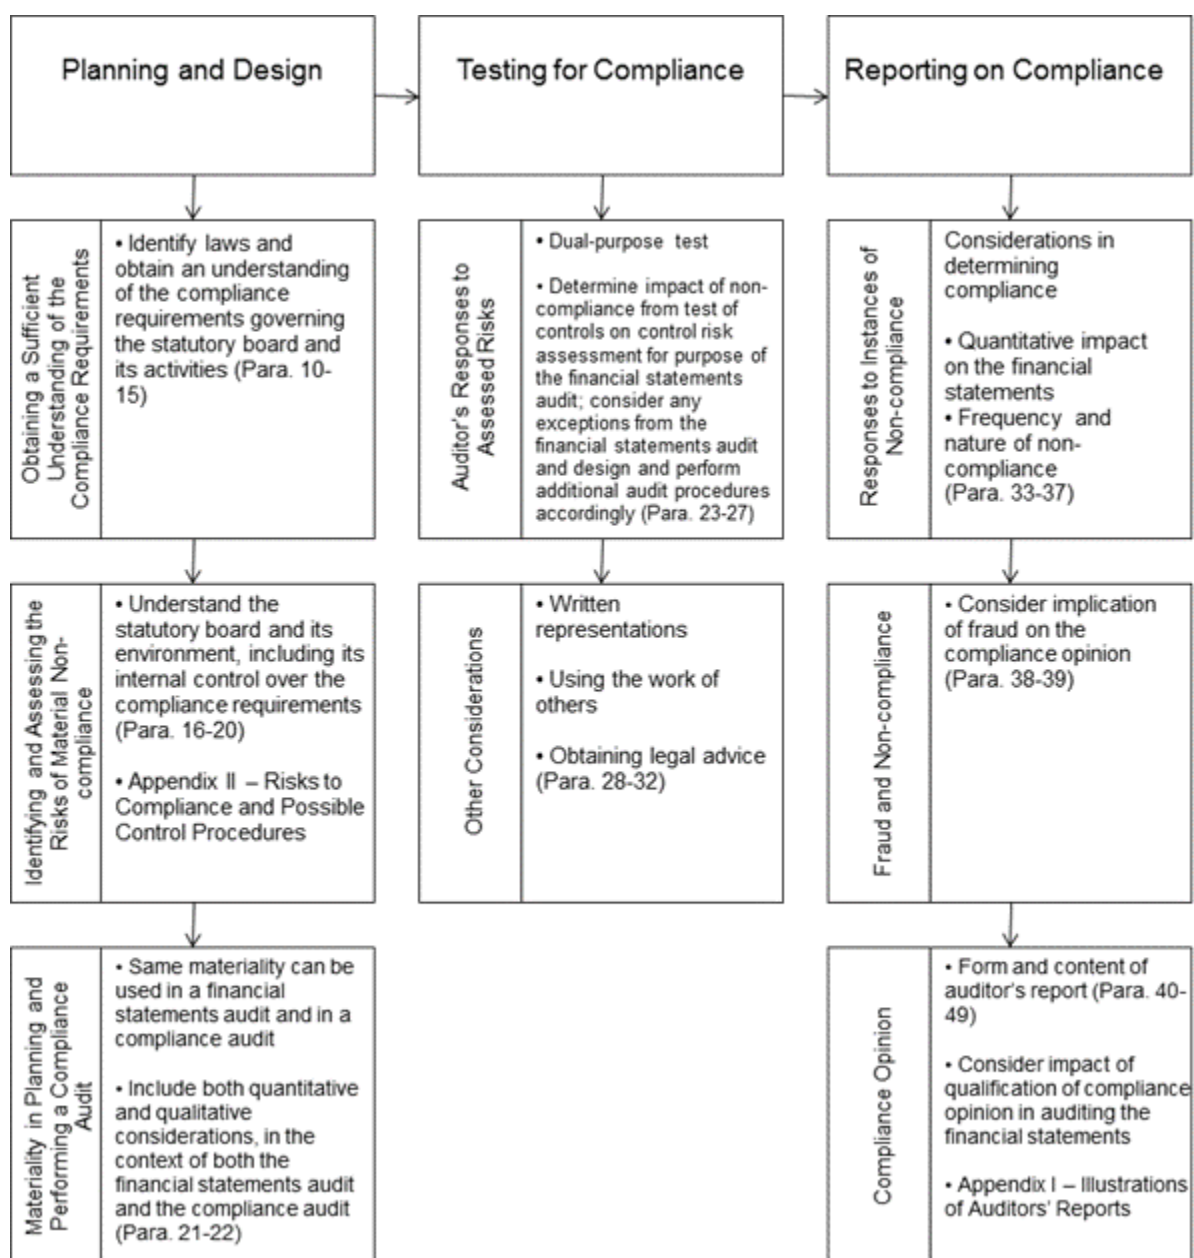 Planning and Design
Testing for Compliance
Reporting on Compliance
Obtaining a Sufficient
Understanding of the
Compliance Requirements
• Identify laws and
obtain an understanding
of the compliance
requirements governing
the statutory board and
its activities (Para. 10-
15)
Identifying and Assessing the
Risks of Material Non-
compliance
• Understand the
statutory board and its
environment, including its
internal control over the
compliance requirements
(Para. 16-20)
• Appendix II – Risks to
Compliance and Possible
Control Procedures
Materiality in Planning and
Performing a Compliance
Audit
• Same materiality can be
used in a financial
statements audit and in a
compliance audit
• Include both quantitative
and qualitative
considerations, in the
context of both the
financial statements audit
and the compliance audit
(Para. 21-22)
Auditor's Responses to
Assessed Risks
• Dual-purpose test
• Determine impact of non-
compliance from test of
controls on control risk
assessment for purpose of
the financial statements
audit; consider any
exceptions from the
financial statements audit
and design and perform
additional audit procedures
accordingly (Para. 23-27)
Other Considerations
• Written
representations
• Using the work of
others
• Obtaining legal advice
(Para. 28-32)
Responses to Instances of
Non-compliance
Considerations in
determining
compliance
• Quantitative impact
on the financial
statements
• Frequency and
nature of non-
compliance
(Para. 33-37)
Fraud and Non-compliance
• Consider implication
of fraud on the
compliance opinion
(Para. 38-39)
Compliance Opinion
• Form and content of
auditor's report (Para. 40-
49)
• Consider impact of
qualification of compliance
opinion in auditing the
financial statements
• Appendix I – Illustrations
of Auditors' Reports